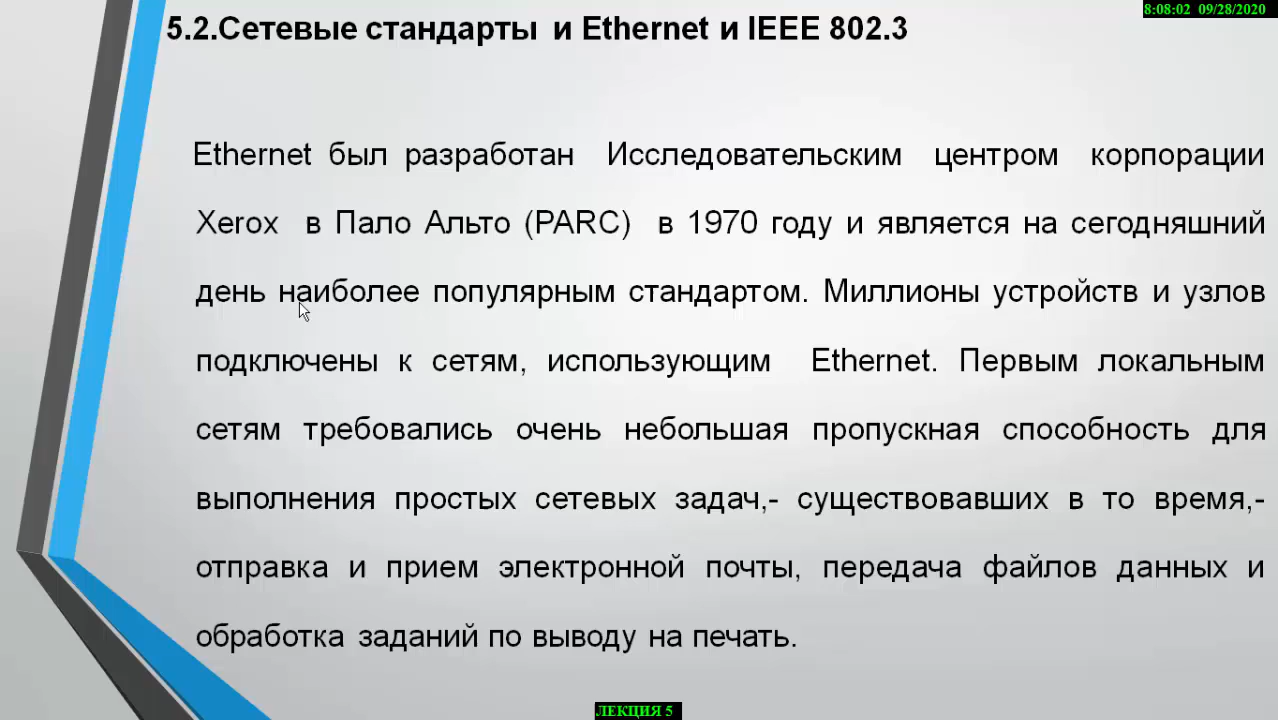 8:08:02 09/28/2020
5.2.Сетевые стандарты и Ethernet и IEEE 802.3
Ethernet был разработан Исследовательским центром корпорации
Xerox в Пало Альто (PARC) в 1970 году и является на сегодняшний
день наиболее популярным стандартом. Миллионы устройств и узлов
подключены к сетям, использующим Ethernet. Первым локальным
сетям требовались очень небольшая пропускная способность для
выполнения простых сетевых задач,- существовавших в то время,-
отправка и прием электронной почты, передача файлов данных и
обработка заданий по выводу на печать.
ЛЕКЦИЯ 5